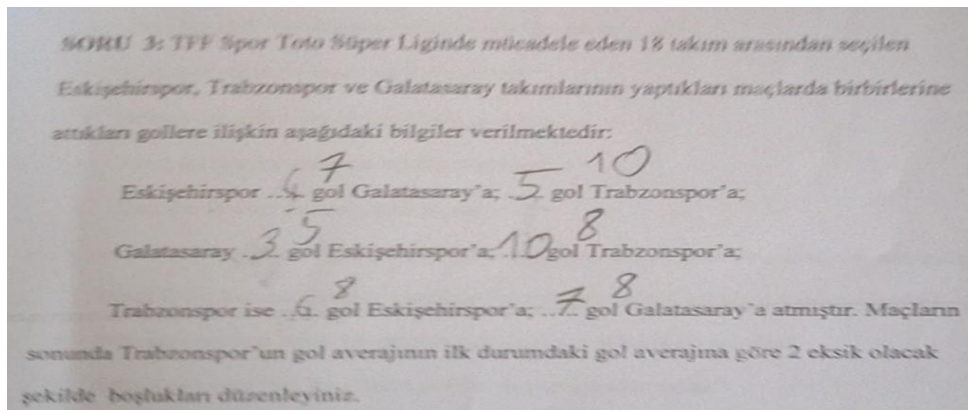 SORU 3: TFF Spor Toto Süper Liginde mücadele eden 18 takım arasından seçilen
Eskişehirspor, Trabzonspor ve Galatasaray takımlarının yaptıkları maçlarda birbirlerine
attıkları gollere ilişkin aşağıdaki bilgiler verilmektedir:
7 10
Eskişehirspor ..4.. gol Galatasaray'a; ..5.. gol Trabzonspor'a;
5 8
Galatasaray ..3.. gol Eskişehirspor'a; ..10.. gol Trabzonspor'a;
8 8
Trabzonspor ise ..6.. gol Eskişehirspor'a; ..7.. gol Galatasaray'a atmıştır. Maçların
sonunda Trabzonspor'un gol averajının ilk durumdaki gol averajına göre 2 eksik olacak
şekilde boşlukları düzenleyiniz.